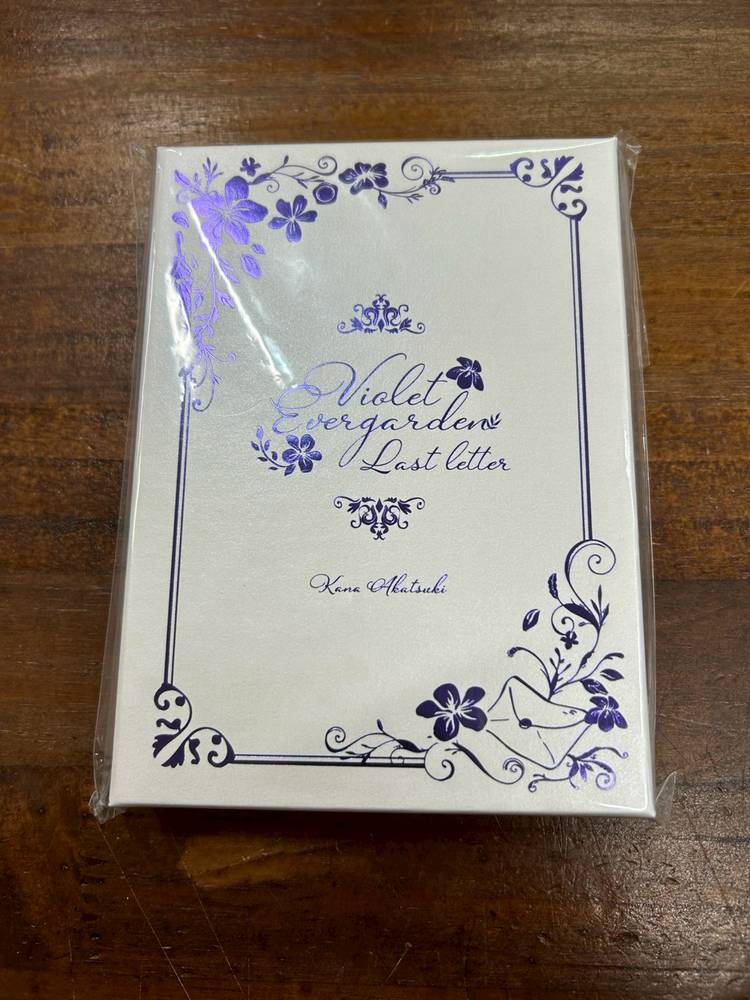 Violet
Evergarden
Last letter
Kana Akatsuki